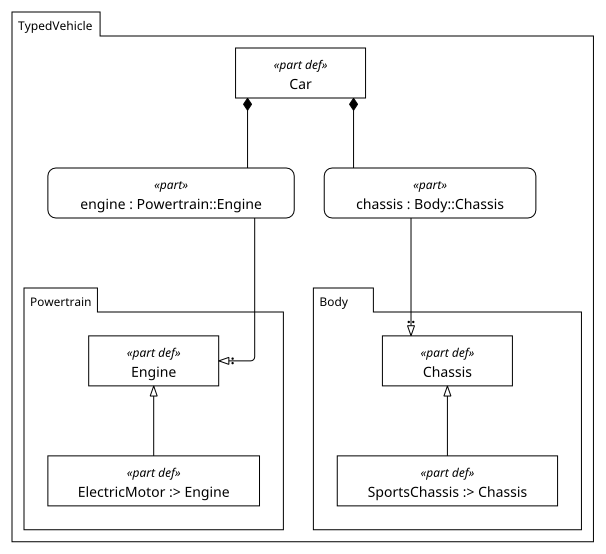 TypedVehicle
«part def»
Car
«part»
engine : Powertrain::Engine
«part»
chassis : Body::Chassis
Powertrain
«part def»
Engine
«part def»
ElectricMotor :> Engine
Body
«part def»
Chassis
«part def»
SportsChassis :> Chassis